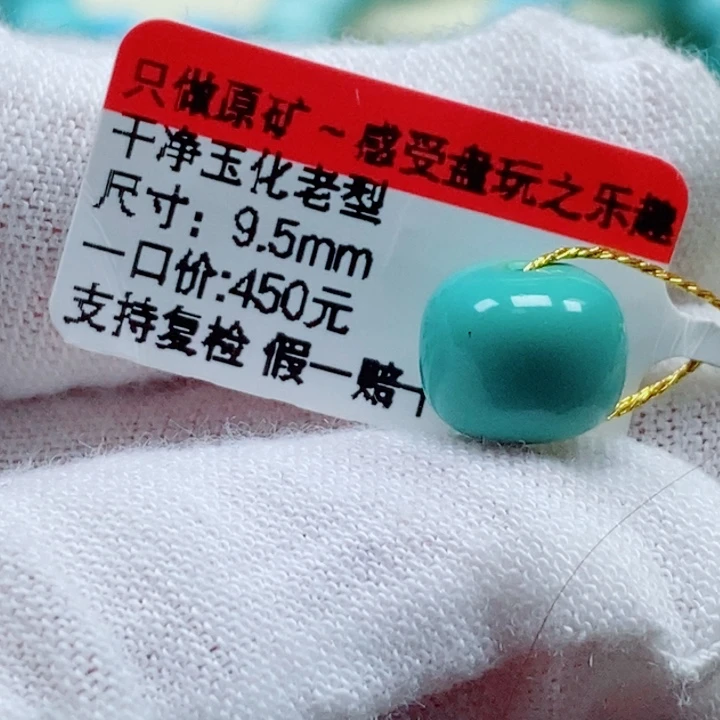 只做原矿~感受盘玩之乐趣
干净玉化老型
尺寸：9.5mm
一口价:450元
支持复检 假一赔